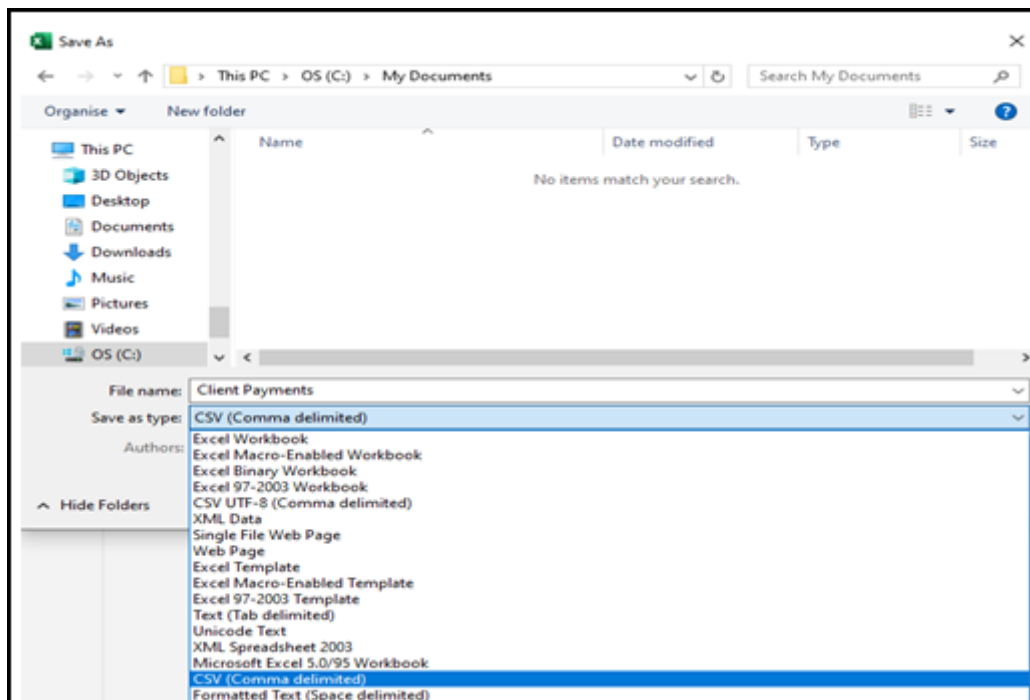 Save As
This PC > OS (C:) > My Documents
Search My Documents
Organise
New folder
Name
Date modified
Type
Size
No items match your search.
This PC
3D Objects
Desktop
Documents
Downloads
Music
Pictures
Videos
OS (C:)
File name: Client Payments
Save as type: CSV (Comma delimited)
Authors:
Hide Folders
Excel Workbook
Excel Macro-Enabled Workbook
Excel Binary Workbook
Excel 97-2003 Workbook
CSV UTF-8 (Comma delimited)
XML Data
Single File Web Page
Web Page
Excel Template
Excel Macro-Enabled Template
Excel 97-2003 Template
Text (Tab delimited)
Unicode Text
XML Spreadsheet 2003
Microsoft Excel 5.0/95 Workbook
CSV (Comma delimited)
Formatted Text (Space delimited)